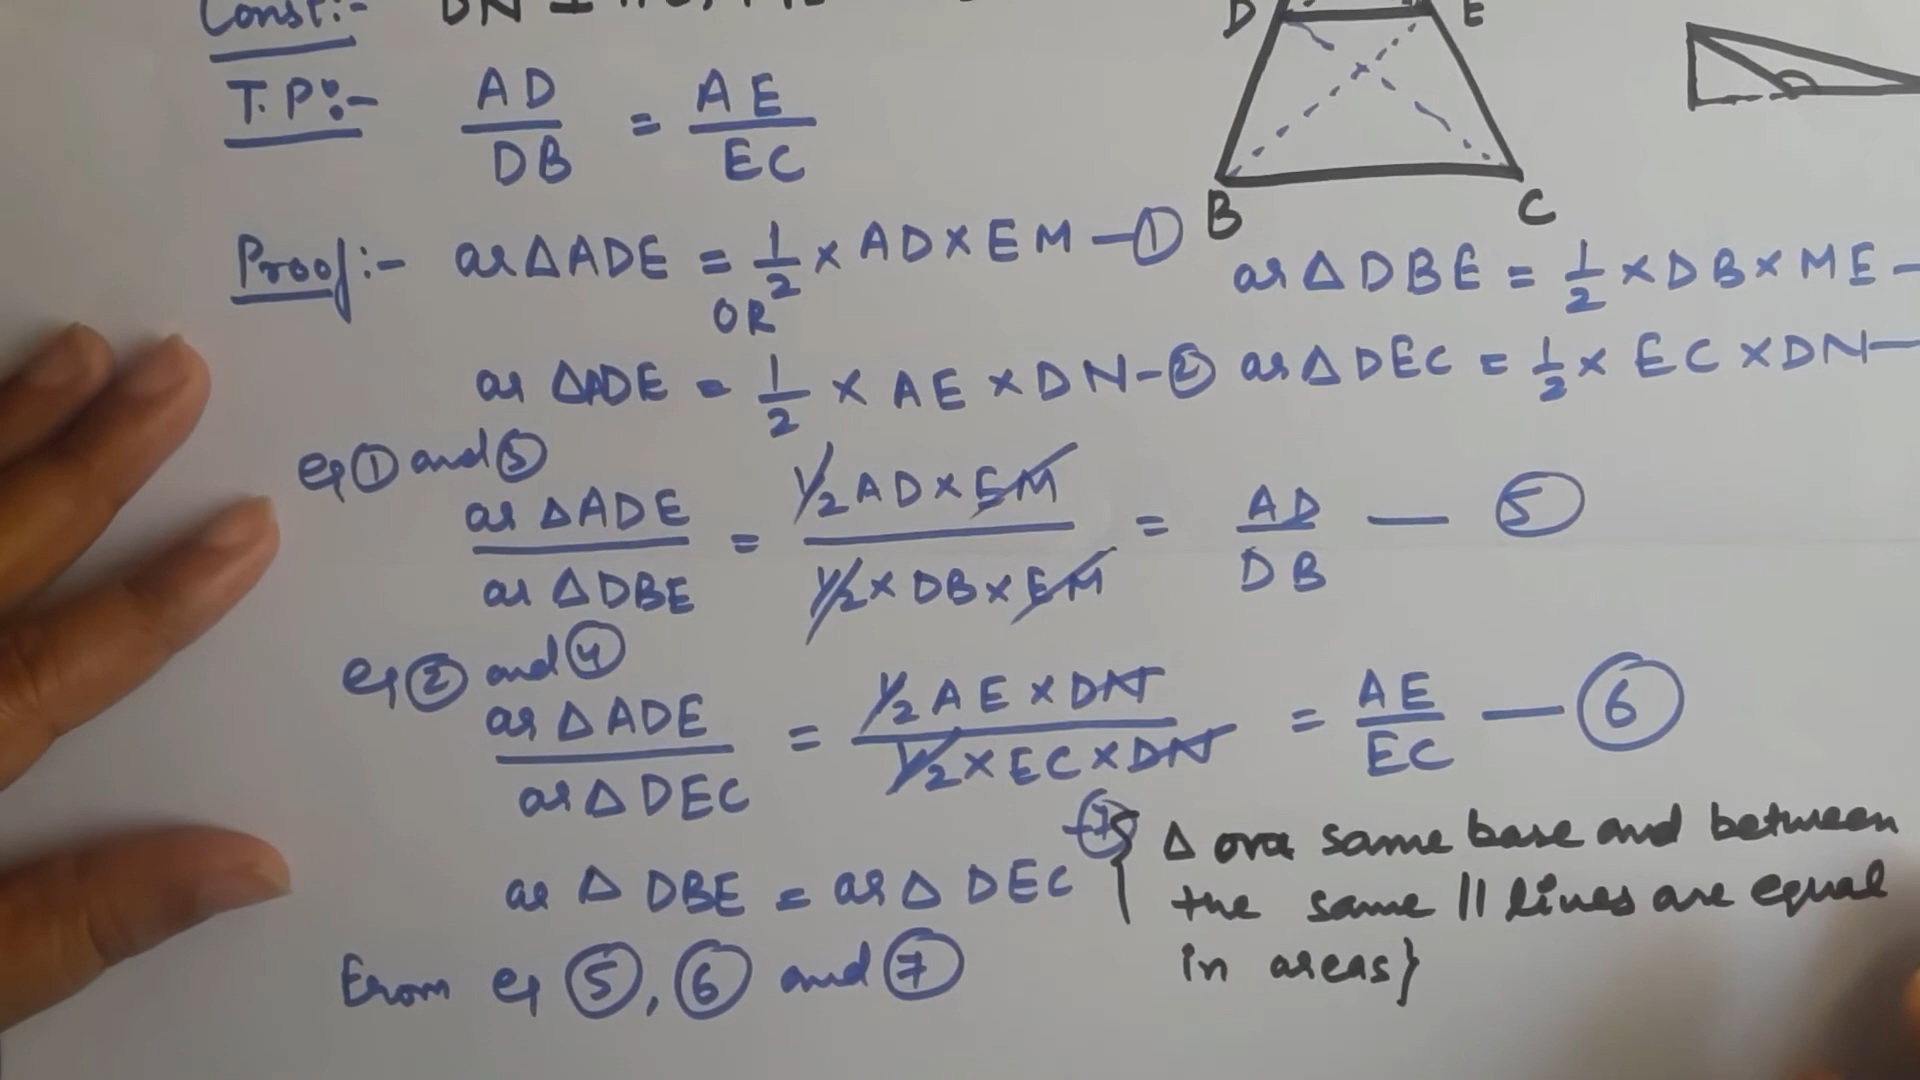 Const:-
D E
T.P:- AD/DB = AE/EC
B C
Proof:- ar △ADE = 1/2 × AD × EM — ①
ar △ DBE = 1/2 × DB × ME —
OR
ar △ADE = 1/2 × AE × DN - ②
ar △ DEC = 1/2 × EC × DN —
eq ① and ③
ar △ADE / ar △DBE = 1/2 AD × EM / 1/2 × DB × EM = AD/DB — ⑤
eq ② and ④
ar △ ADE / ar △ DEC = 1/2 AE × DN / 1/2 × EC × DN = AE/EC — ⑥
ar △ DBE = ar △ DEC —⑦
{ △ same base and between
the same || lines are equal
in areas}
From eq ⑤, ⑥ and ⑦